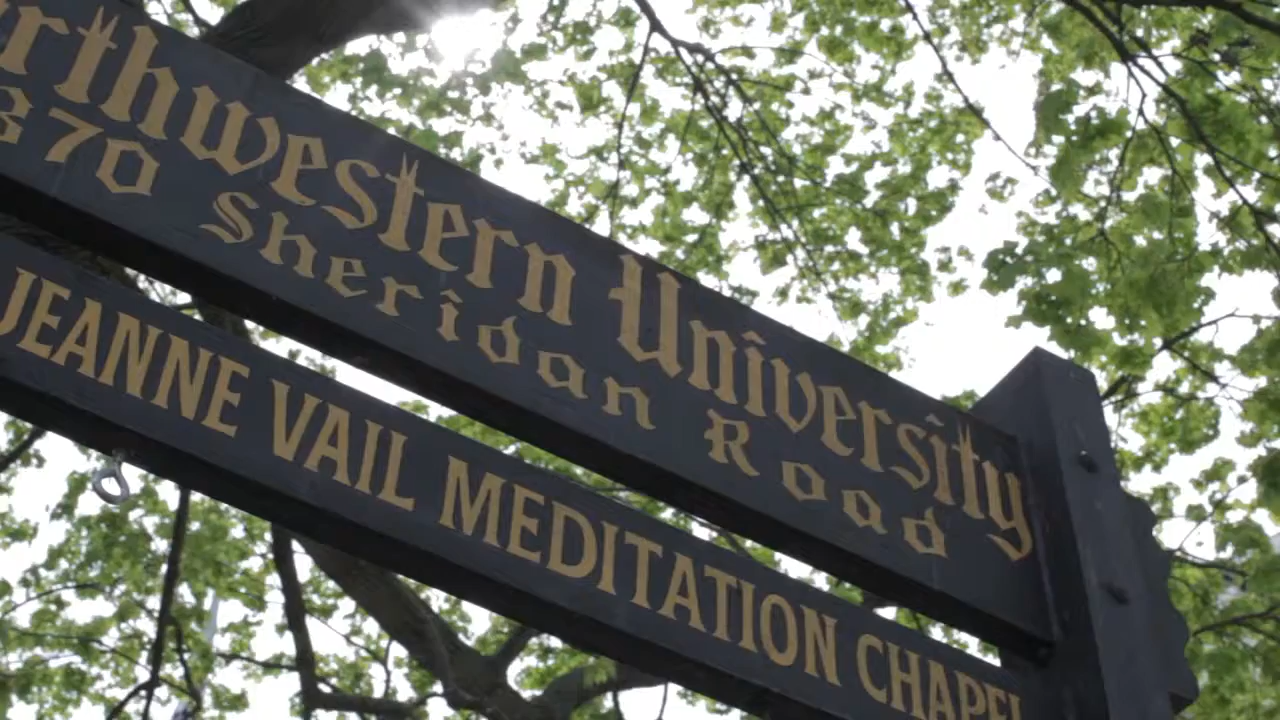 rthwestern University
870 Sheridan Road
JEANNE VAIL MEDITATION CHAPEL